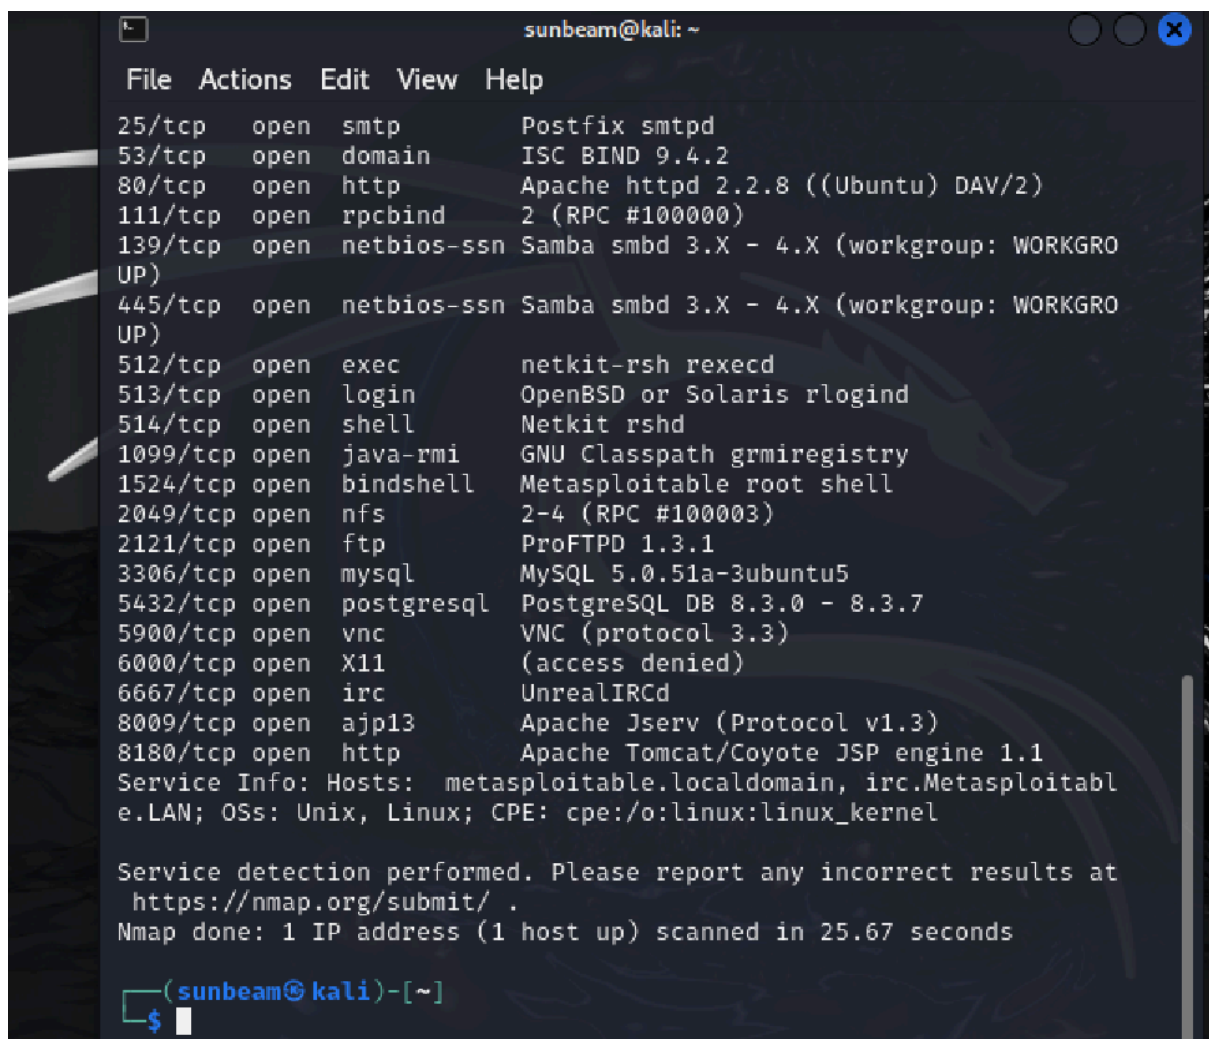 sunbeam@kali: ~
File Actions Edit View Help
25/tcp   open  smtp        Postfix smtpd
53/tcp   open  domain      ISC BIND 9.4.2
80/tcp   open  http        Apache httpd 2.2.8 ((Ubuntu) DAV/2)
111/tcp  open  rpcbind     2 (RPC #100000)
139/tcp  open  netbios-ssn Samba smbd 3.X - 4.X (workgroup: WORKGRO
UP)
445/tcp  open  netbios-ssn Samba smbd 3.X - 4.X (workgroup: WORKGRO
UP)
512/tcp  open  exec        netkit-rsh rexecd
513/tcp  open  login       OpenBSD or Solaris rlogind
514/tcp  open  shell       Netkit rshd
1099/tcp open  java-rmi    GNU Classpath grmiregistry
1524/tcp open  bindshell   Metasploitable root shell
2049/tcp open  nfs         2-4 (RPC #100003)
2121/tcp open  ftp         ProFTPD 1.3.1
3306/tcp open  mysql       MySQL 5.0.51a-3ubuntu5
5432/tcp open  postgresql  PostgreSQL DB 8.3.0 - 8.3.7
5900/tcp open  vnc         VNC (protocol 3.3)
6000/tcp open  X11         (access denied)
6667/tcp open  irc         UnrealIRCd
8009/tcp open  ajp13       Apache Jserv (Protocol v1.3)
8180/tcp open  http        Apache Tomcat/Coyote JSP engine 1.1
Service Info: Hosts:  metasploitable.localdomain, irc.Metasploitabl
e.LAN; OSs: Unix, Linux; CPE: cpe:/o:linux:linux_kernel
Service detection performed. Please report any incorrect results at
 https://nmap.org/submit/ .
Nmap done: 1 IP address (1 host up) scanned in 25.67 seconds
┌──(sunbeam㉿kali)-[~]
└─$